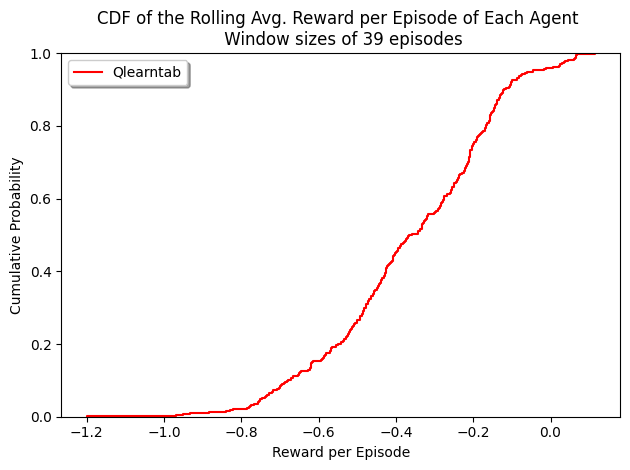 CDF of the Rolling Avg. Reward per Episode of Each Agent
Window sizes of 39 episodes
Qlearntab
Cumulative Probability
1.0
0.8
0.6
0.4
0.2
0.0
−1.2 −1.0 −0.8 −0.6 −0.4 −0.2 0.0
Reward per Episode